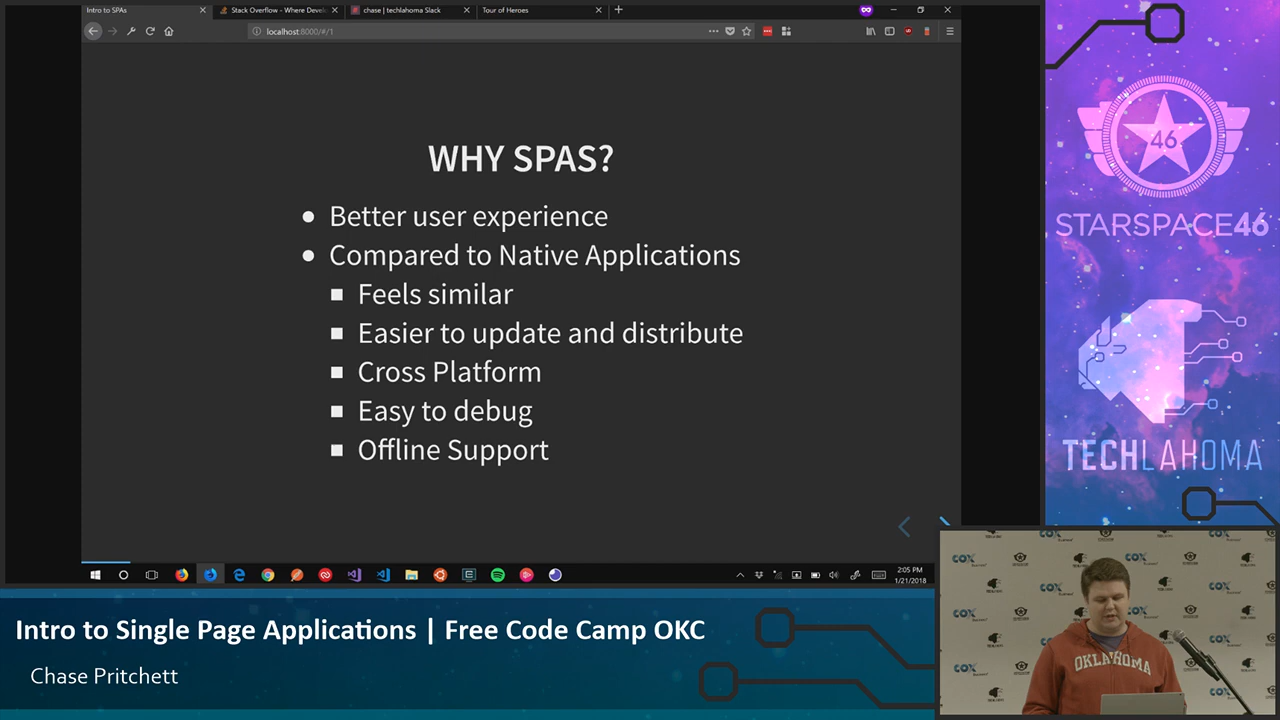 Intro to SPAs
Stack Overflow - Where Develo
chase | techlahoma Slack
Tour of Heroes
localhost:8000/#/1
WHY SPAS?
Better user experience
Compared to Native Applications
Feels similar
Easier to update and distribute
Cross Platform
Easy to debug
Offline Support
2:05 PM
1/21/2018
46
STARSPACE46
TECHLAHOMA
COX
OKLAHOMA
Intro to Single Page Applications | Free Code Camp OKC
Chase Pritchett